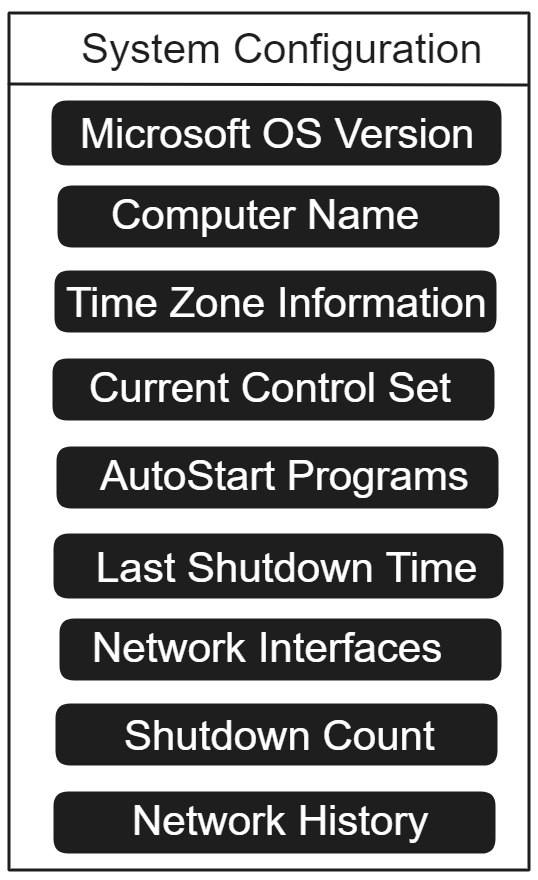 System Configuration
Microsoft OS Version
Computer Name
Time Zone Information
Current Control Set
AutoStart Programs
Last Shutdown Time
Network Interfaces
Shutdown Count
Network History